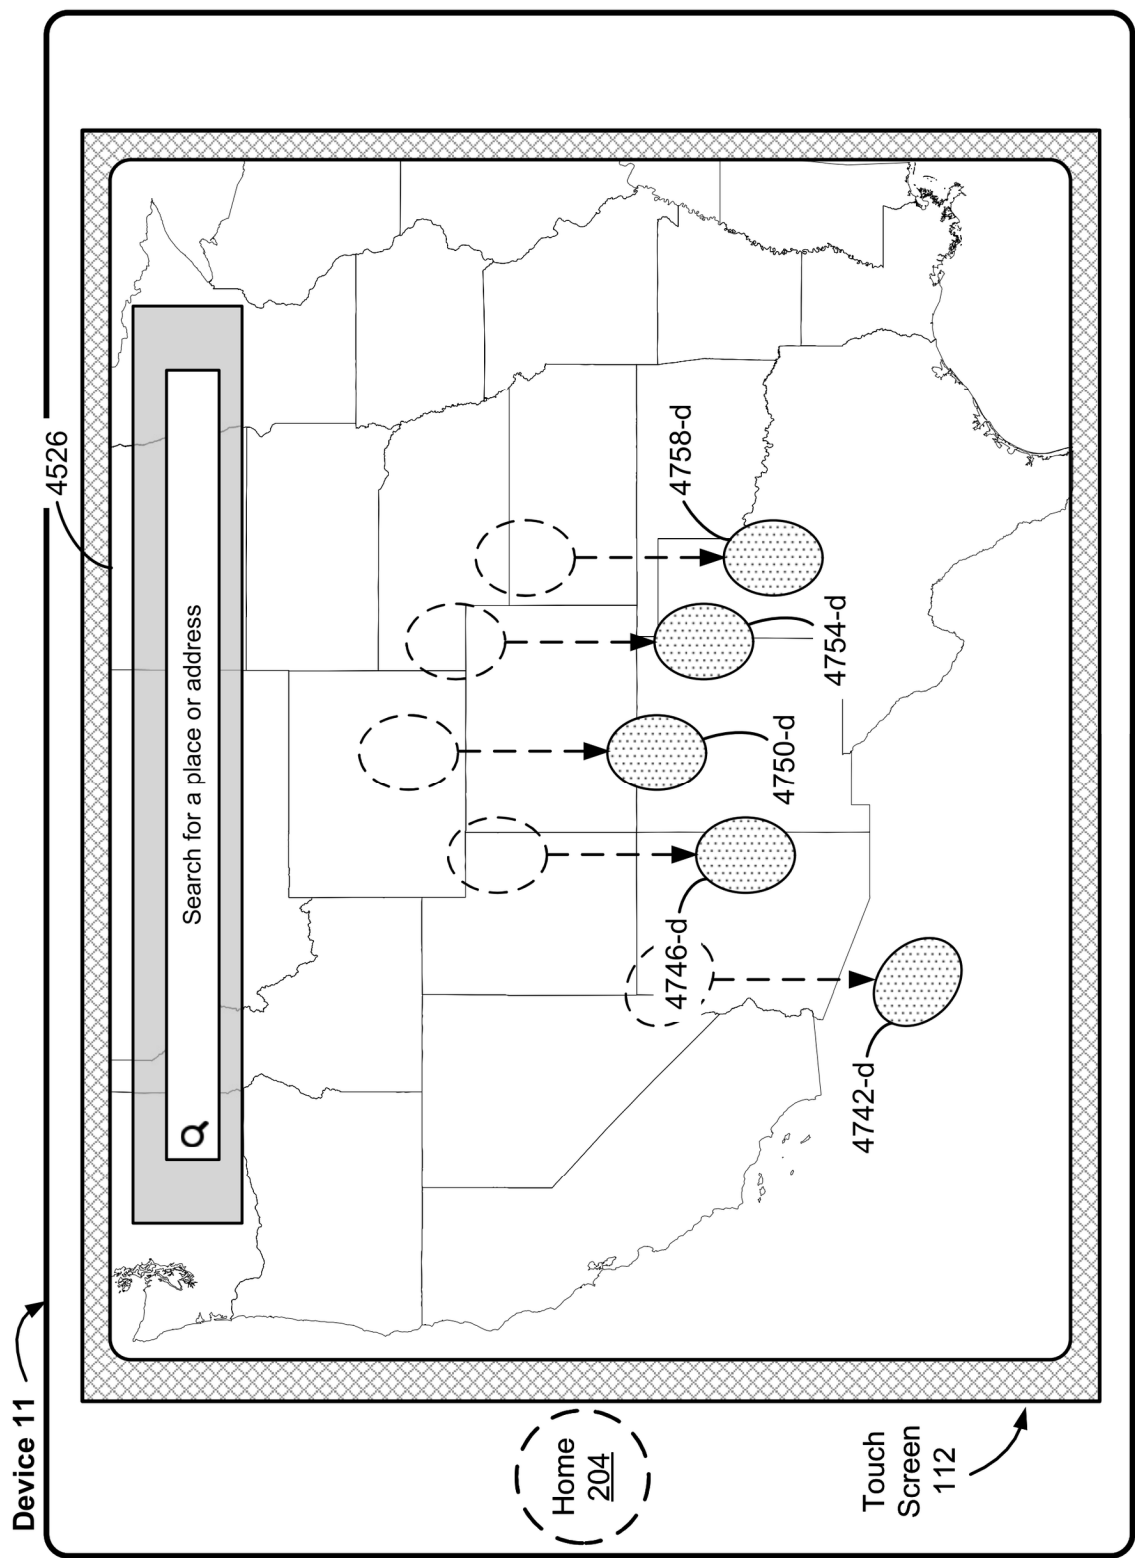 Device 11
4526
Search for a place or address
4758-d
4754-d
4750-d
4746-d
4742-d
Home
204
Touch
Screen
112